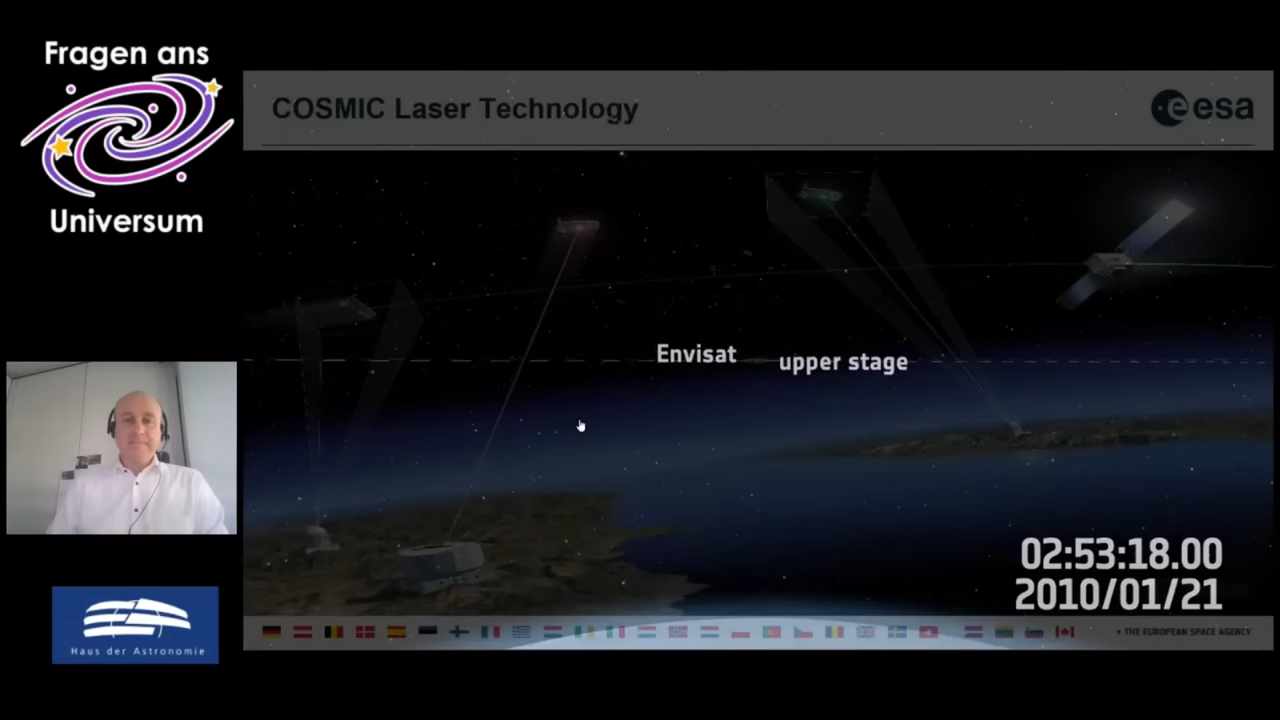 Fragen ans
Universum
COSMIC Laser Technology
esa
Envisat
upper stage
02:53:18.00
2010/01/21
→ THE EUROPEAN SPACE AGENCY
Haus der Astronomie